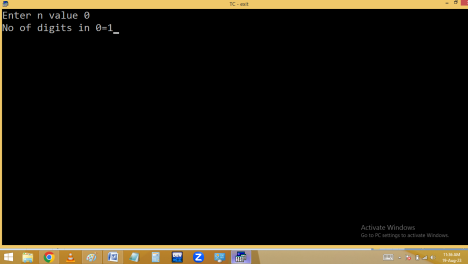 TC - exit
Enter n value 0
No of digits in 0=1_
Activate Windows
Go to PC settings to activate Windows.